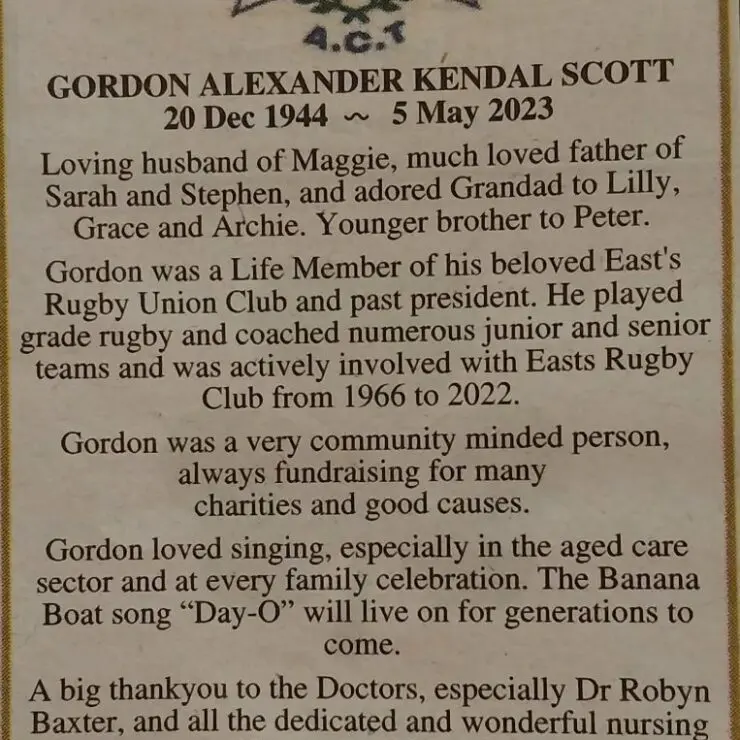 A.C.T
GORDON ALEXANDER KENDAL SCOTT
20 Dec 1944 ~ 5 May 2023
Loving husband of Maggie, much loved father of
Sarah and Stephen, and adored Grandad to Lilly,
Grace and Archie. Younger brother to Peter.
Gordon was a Life Member of his beloved East's
Rugby Union Club and past president. He played
grade rugby and coached numerous junior and senior
teams and was actively involved with Easts Rugby
Club from 1966 to 2022.
Gordon was a very community minded person,
always fundraising for many
charities and good causes.
Gordon loved singing, especially in the aged care
sector and at every family celebration. The Banana
Boat song “Day-O” will live on for generations to
come.
A big thankyou to the Doctors, especially Dr Robyn
Baxter, and all the dedicated and wonderful nursing